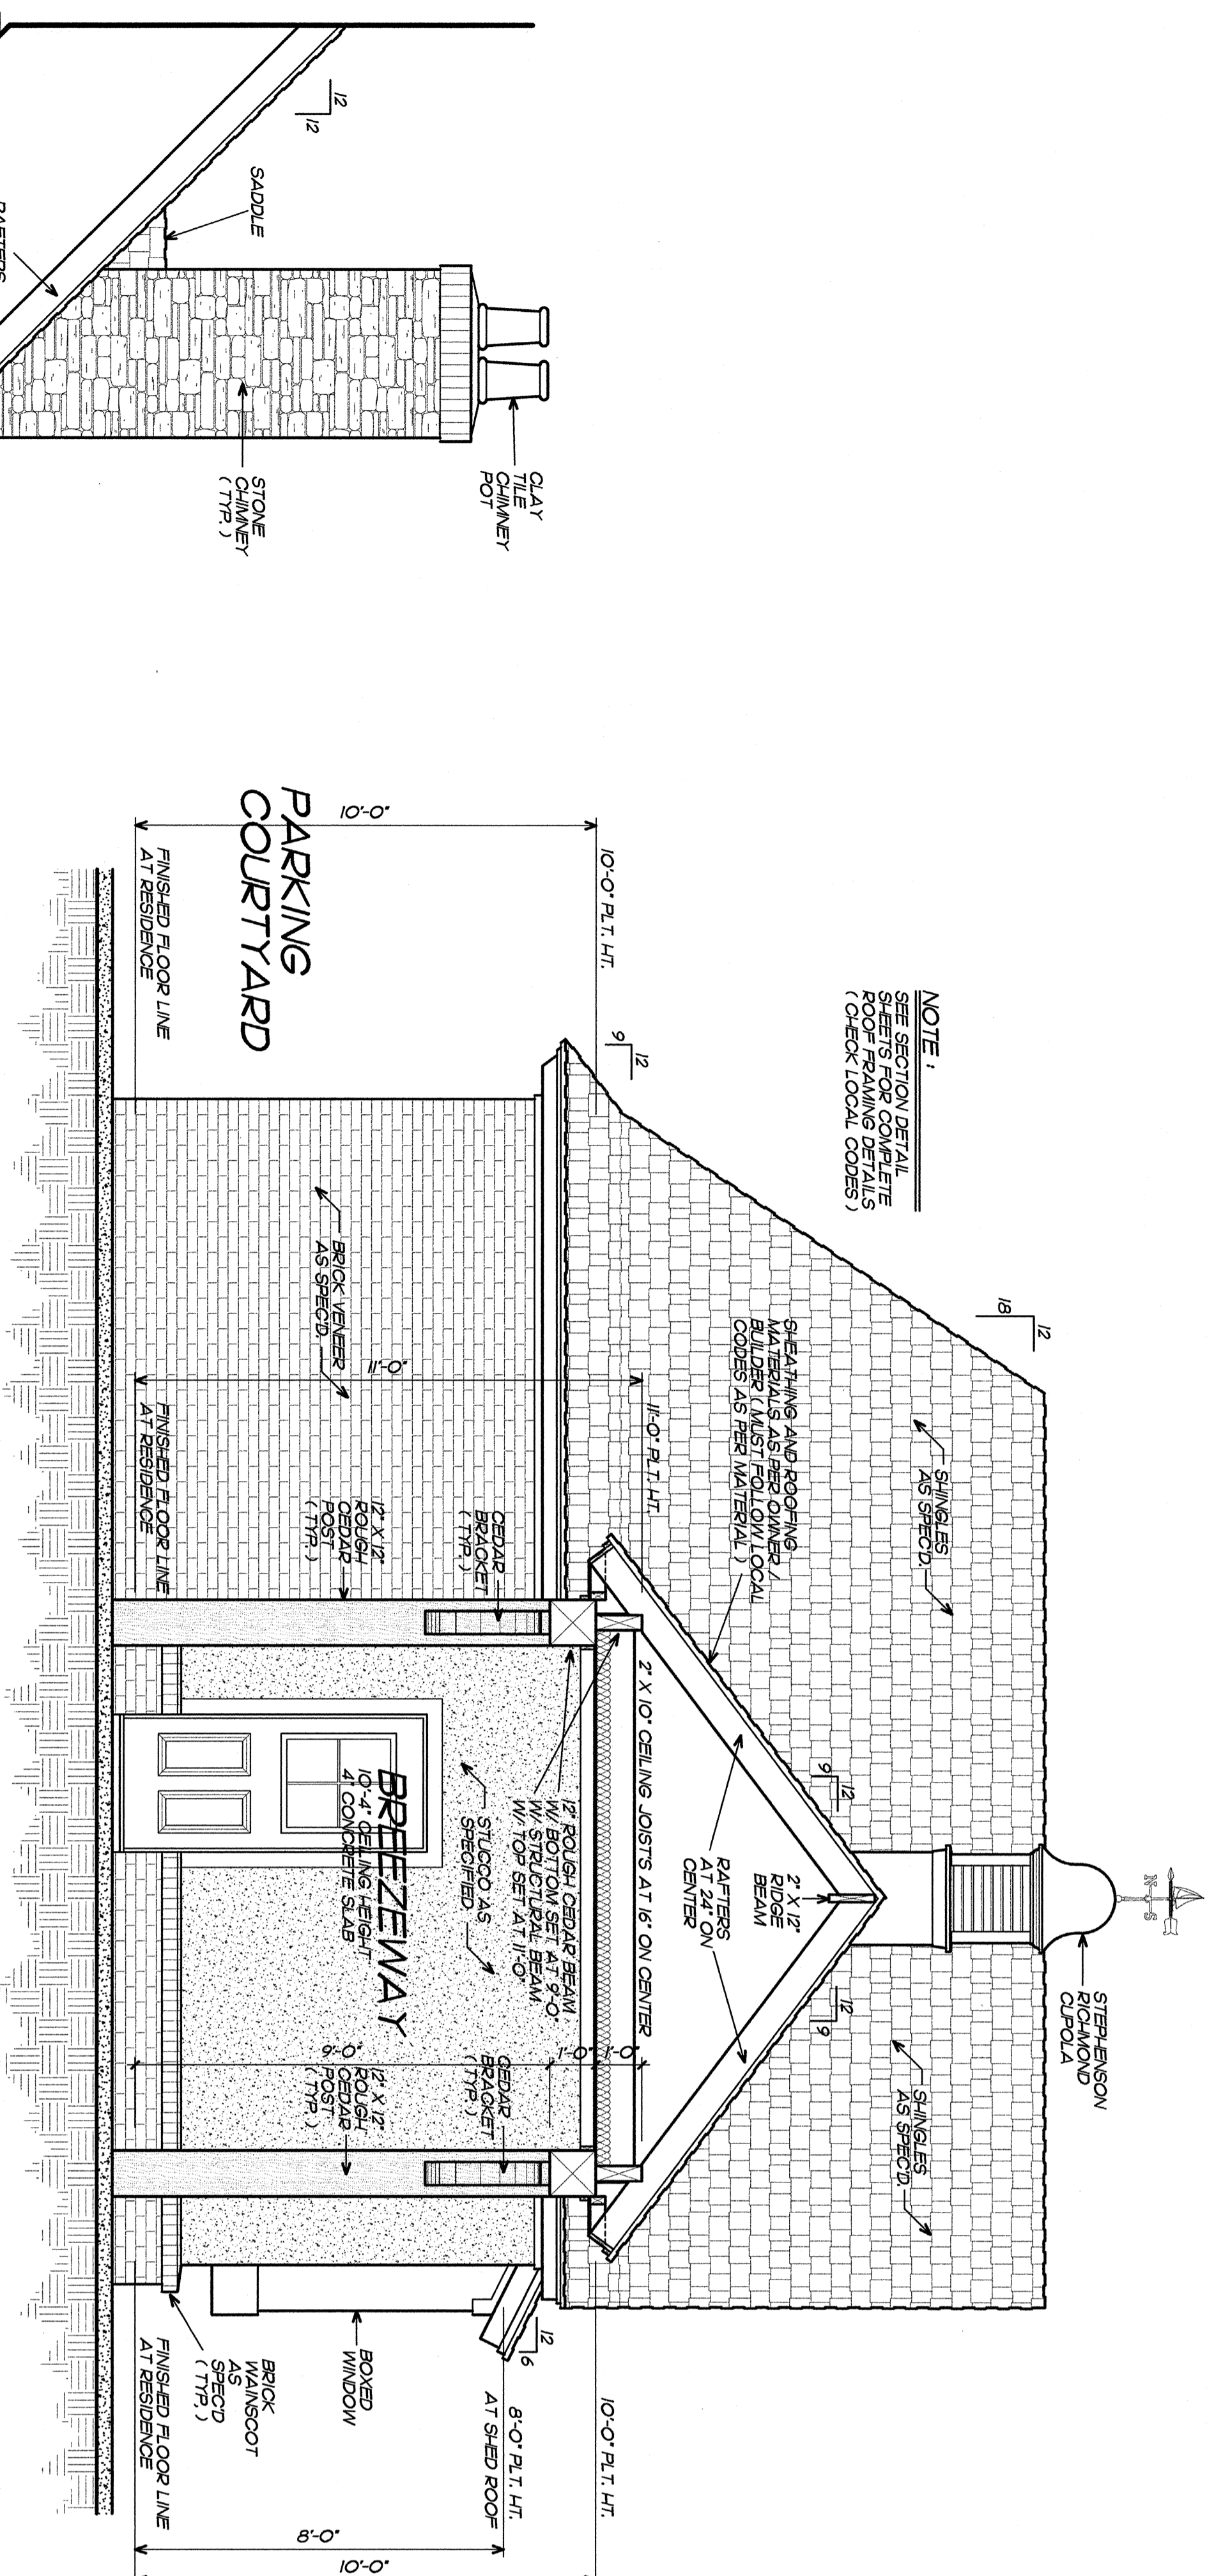 12
12
SADDLE
CLAY
TILE
CHIMNEY
POT
STONE
CHIMNEY
( TYP. )
NOTE :
SEE SECTION DETAIL
SHEETS FOR COMPLETE
ROOF FRAMING DETAILS
( CHECK LOCAL CODES )
PARKING
COURTYARD
10'-0"
10'-0" PLT. HT.
FINISHED FLOOR LINE
AT RESIDENCE
12
9
12
18
SHINGLES
AS SPEC'D.
SHEATHING AND ROOFING
MATERIALS AS PER OWNER /
BUILDER ( MUST FOLLOW LOCAL
CODES AS PER MATERIAL )
BRICK VENEER
AS SPEC'D.
11'-0"
11'-0" PLT. HT.
FINISHED FLOOR LINE
AT RESIDENCE
CEDAR
BRACKET
( TYP. )
12" X 12"
ROUGH
CEDAR
POST
( TYP. )
N
S
STEPHENSON
RICHMOND
CUPOLA
12
9
12
9
2" X 12"
RIDGE
BEAM
RAFTERS
AT 24" ON
CENTER
2" X 10" CEILING JOISTS AT 16" ON CENTER
12" ROUGH CEDAR BEAM
W/ BOTTOM SET AT 9'-0"
W/ STRUCTURAL BEAM
W/ TOP SET AT 11'-0"
STUCCO AS
SPECIFIED
BREEZEWAY
10'-4" CEILING HEIGHT
4" CONCRETE SLAB
1'-0"
1'-0"
9'-0"
CEDAR
BRACKET
( TYP. )
12" X 12"
ROUGH
CEDAR
POST
( TYP. )
SHINGLES
AS SPEC'D.
12
6
BOXED
WINDOW
BRICK
WAINSCOT
AS
SPEC'D
( TYP. )
10'-0" PLT. HT.
8'-0" PLT. HT.
AT SHED ROOF
FINISHED FLOOR LINE
AT RESIDENCE
8'-0"
10'-0"